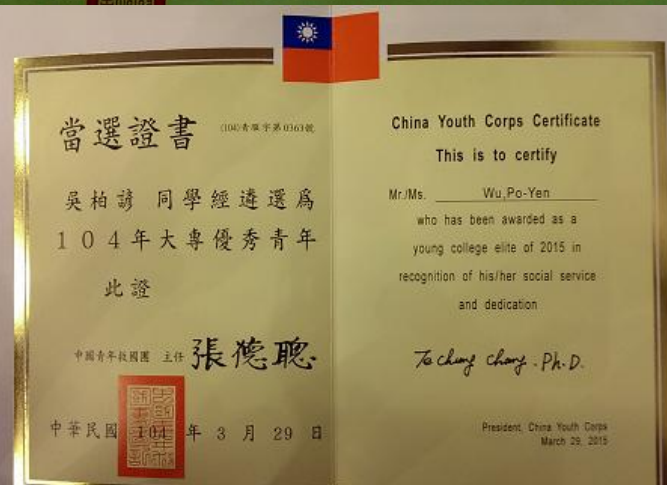 當選證書
(104)青服字第0363號
吳柏諺 同學經遴選為
104年大專優秀青年
此證
中國青年救國團 主任 張德聰
中華民國 104 年 3 月 29 日
China Youth Corps Certificate
This is to certify
Mr./Ms. Wu,Po-Yen
who has been awarded as a
young college elite of 2015 in
recognition of his/her social service
and dedication
Te chung Chang. Ph.D.
President, China Youth Corps
March 29, 2015